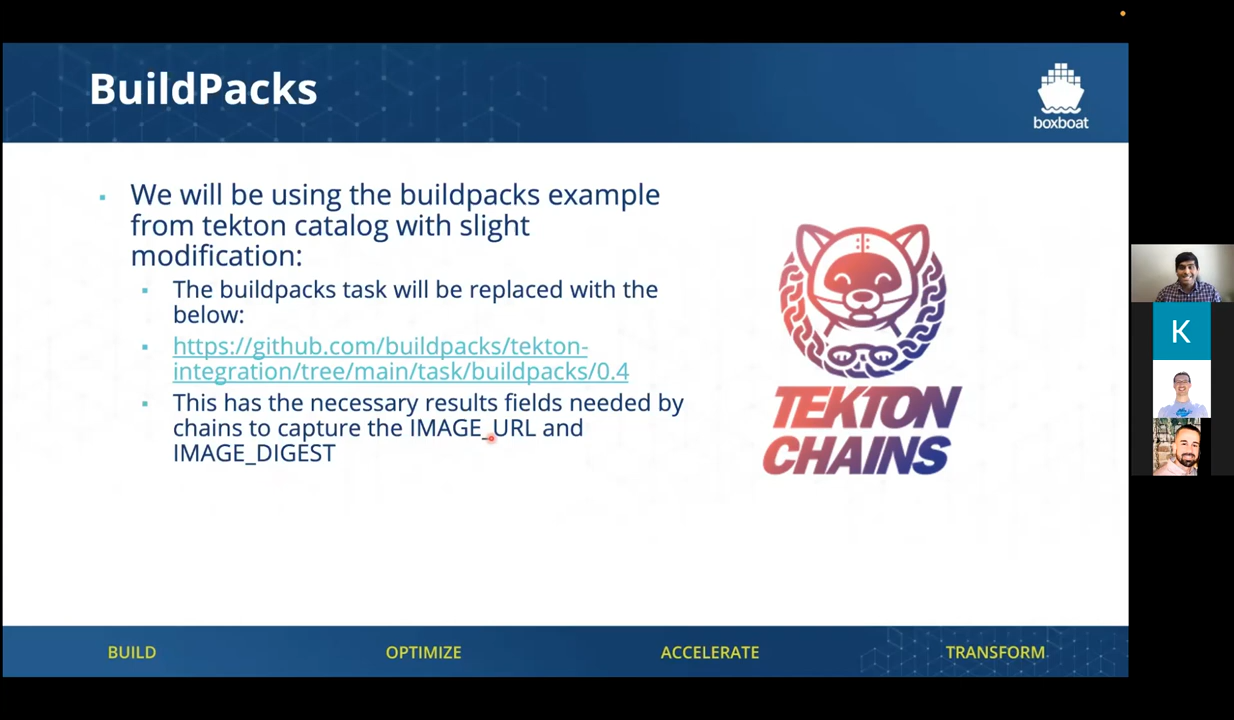 BuildPacks
boxboat
We will be using the buildpacks example
from tekton catalog with slight
modification:
The buildpacks task will be replaced with the
below:
https://github.com/buildpacks/tekton-
integration/tree/main/task/buildpacks/0.4
This has the necessary results fields needed by
chains to capture the IMAGE_URL and
IMAGE_DIGEST
TEKTON
CHAINS
K
BUILD
OPTIMIZE
ACCELERATE
TRANSFORM